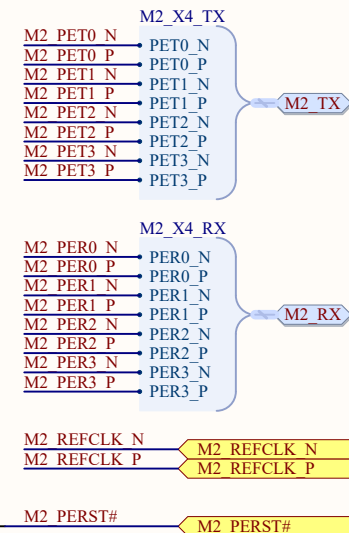 M2_X4_TX
M2_PET0_N PET0_N
M2_PET0_P PET0_P
M2_PET1_N PET1_N
M2_PET1_P PET1_P
M2_PET2_N PET2_N
M2_PET2_P PET2_P
M2_PET3_N PET3_N
M2_PET3_P PET3_P
M2_TX
M2_X4_RX
M2_PER0_N PER0_N
M2_PER0_P PER0_P
M2_PER1_N PER1_N
M2_PER1_P PER1_P
M2_PER2_N PER2_N
M2_PER2_P PER2_P
M2_PER3_N PER3_N
M2_PER3_P PER3_P
M2_RX
M2_REFCLK_N M2_REFCLK_N
M2_REFCLK_P M2_REFCLK_P
M2_PERST# M2_PERST#